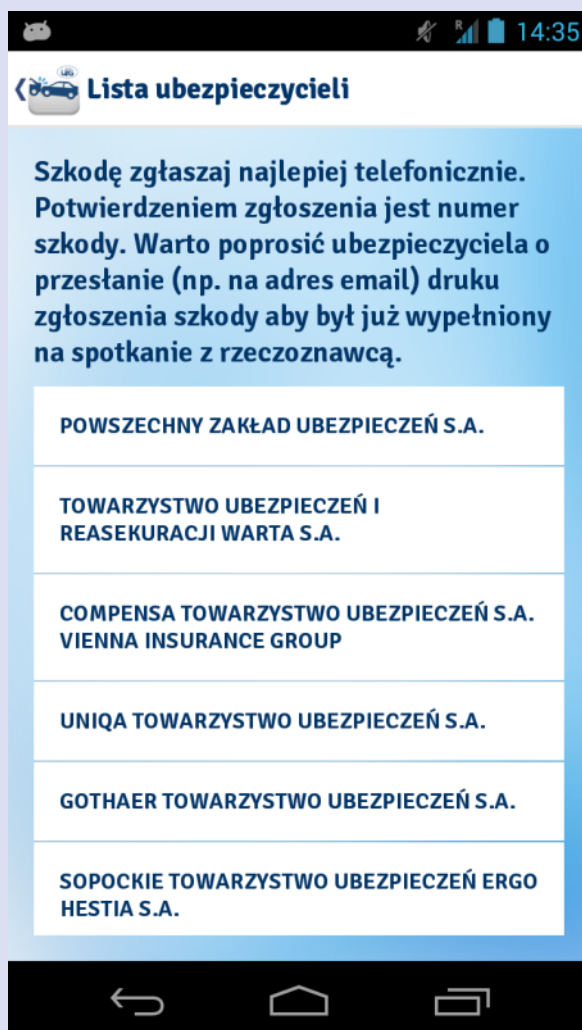 R
14:35
UFG
Lista ubezpieczycieli
Szkodę zgłaszaj najlepiej telefonicznie.
Potwierdzeniem zgłoszenia jest numer
szkody. Warto poprosić ubezpieczyciela o
przesłanie (np. na adres email) druku
zgłoszenia szkody aby był już wypełniony
na spotkanie z rzeczoznawcą.
POWSZECHNY ZAKŁAD UBEZPIECZEŃ S.A.
TOWARZYSTWO UBEZPIECZEŃ I
REASEKURACJI WARTA S.A.
COMPENSA TOWARZYSTWO UBEZPIECZEŃ S.A.
VIENNA INSURANCE GROUP
UNIQA TOWARZYSTWO UBEZPIECZEŃ S.A.
GOTHAER TOWARZYSTWO UBEZPIECZEŃ S.A.
SOPOCKIE TOWARZYSTWO UBEZPIECZEŃ ERGO
HESTIA S.A.